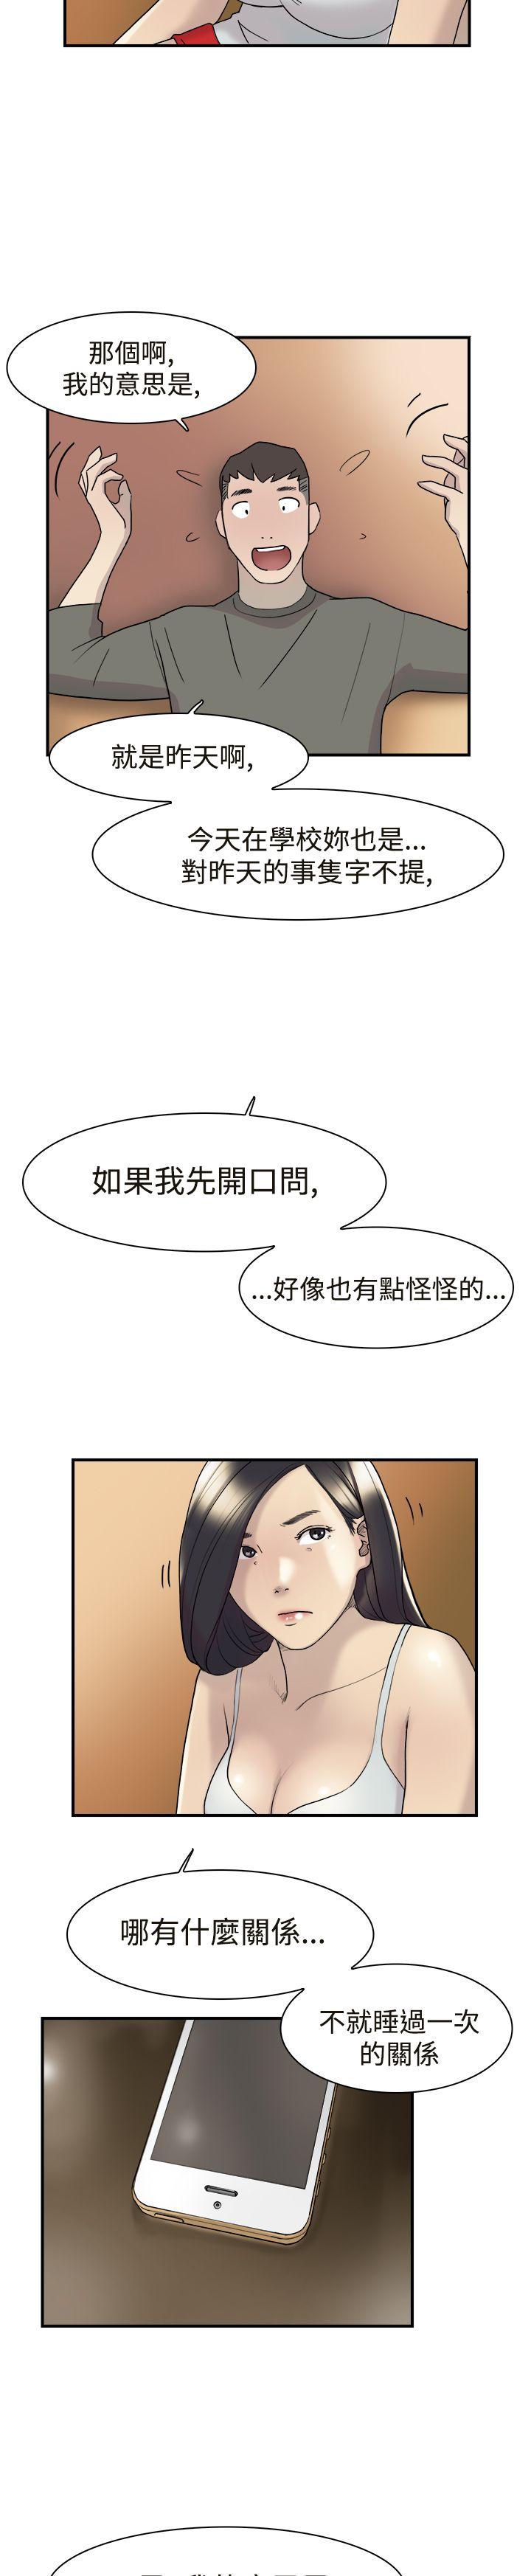 那個啊,
我的意思是,
就是昨天啊,
今天在學校妳也是...
對昨天的事隻字不提,
如果我先開口問,
...好像也有點怪怪的...
哪有什麼關係...
不就睡過一次
的關係